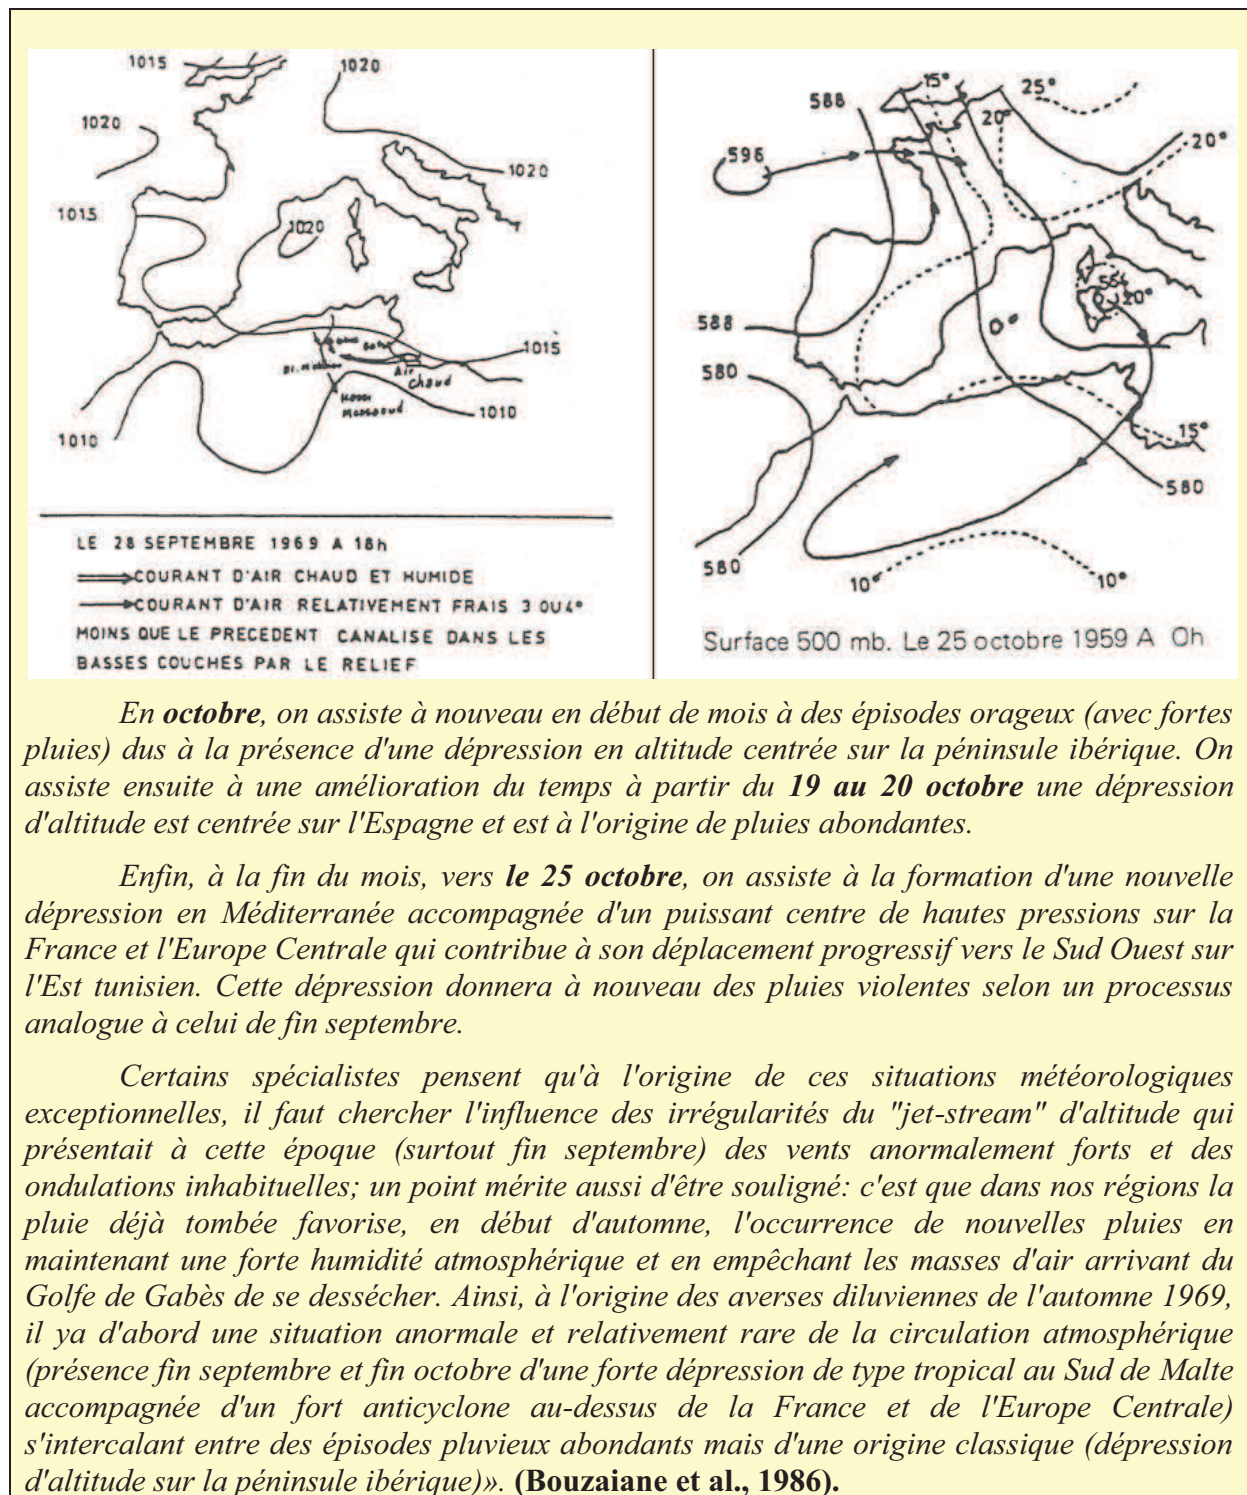 1015
1020
1020
1020
1015
1020
1015
1010
1010
Air
Chaud
Messaoud
LE 28 SEPTEMBRE 1969 A 18h
COURANT D'AIR CHAUD ET HUMIDE
COURANT D'AIR RELATIVEMENT FRAIS 3 OU 4°
MOINS QUE LE PRECEDENT CANALISE DANS LES
BASSES COUCHES PAR LE RELIEF
15°
25°
588
20°
20°
596
554
20°
588
0°
580
15°
580
580
10°
10°
Surface 500 mb. Le 25 octobre 1959 A Oh
En octobre, on assiste à nouveau en début de mois à des épisodes orageux (avec fortes
pluies) dus à la présence d'une dépression en altitude centrée sur la péninsule ibérique. On
assiste ensuite à une amélioration du temps à partir du 19 au 20 octobre une dépression
d'altitude est centrée sur l'Espagne et est à l'origine de pluies abondantes.
Enfin, à la fin du mois, vers le 25 octobre, on assiste à la formation d'une nouvelle
dépression en Méditerranée accompagnée d'un puissant centre de hautes pressions sur la
France et l'Europe Centrale qui contribue à son déplacement progressif vers le Sud Ouest sur
l'Est tunisien. Cette dépression donnera à nouveau des pluies violentes selon un processus
analogue à celui de fin septembre.
Certains spécialistes pensent qu'à l'origine de ces situations météorologiques
exceptionnelles, il faut chercher l'influence des irrégularités du "jet-stream" d'altitude qui
présentait à cette époque (surtout fin septembre) des vents anormalement forts et des
ondulations inhabituelles; un point mérite aussi d'être souligné: c'est que dans nos régions la
pluie déjà tombée favorise, en début d'automne, l'occurrence de nouvelles pluies en
maintenant une forte humidité atmosphérique et en empêchant les masses d'air arrivant du
Golfe de Gabès de se dessécher. Ainsi, à l'origine des averses diluviennes de l'automne 1969,
il ya d'abord une situation anormale et relativement rare de la circulation atmosphérique
(présence fin septembre et fin octobre d'une forte dépression de type tropical au Sud de Malte
accompagnée d'un fort anticyclone au-dessus de la France et de l'Europe Centrale)
s'intercalant entre des épisodes pluvieux abondants mais d'une origine classique (dépression
d'altitude sur la péninsule ibérique)». (Bouzaiane et al., 1986).